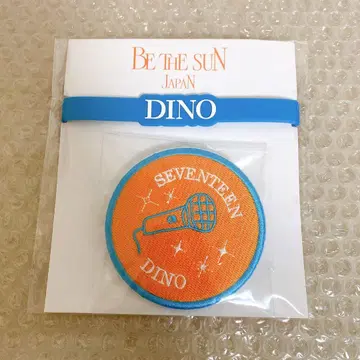 BE THE SUN
JAPAN
DINO
SEVENTEEN
DINO